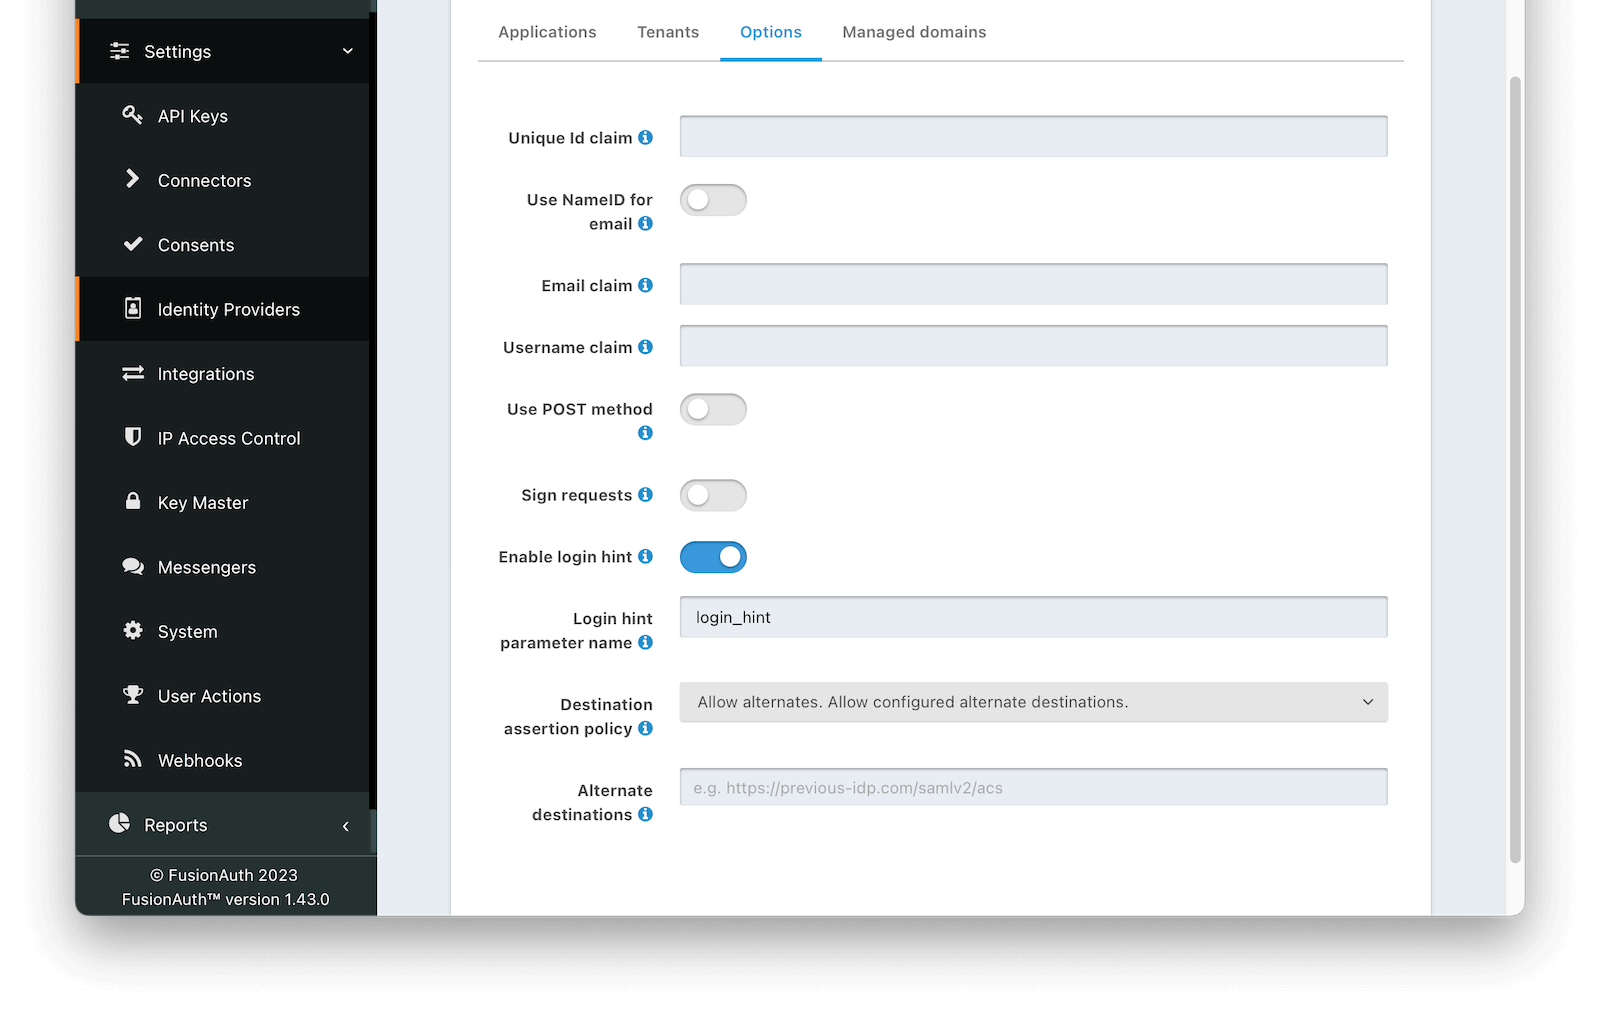 Settings
API Keys
Connectors
Consents
Identity Providers
Integrations
IP Access Control
Key Master
Messengers
System
User Actions
Webhooks
Reports
© FusionAuth 2023
FusionAuth™ version 1.43.0
Applications Tenants Options Managed domains
Unique Id claim
Use NameID for
email
Email claim
Username claim
Use POST method
Sign requests
Enable login hint
Login hint
parameter name
login_hint
Destination
assertion policy
Allow alternates. Allow configured alternate destinations.
Alternate
destinations
e.g. https://previous-idp.com/samlv2/acs